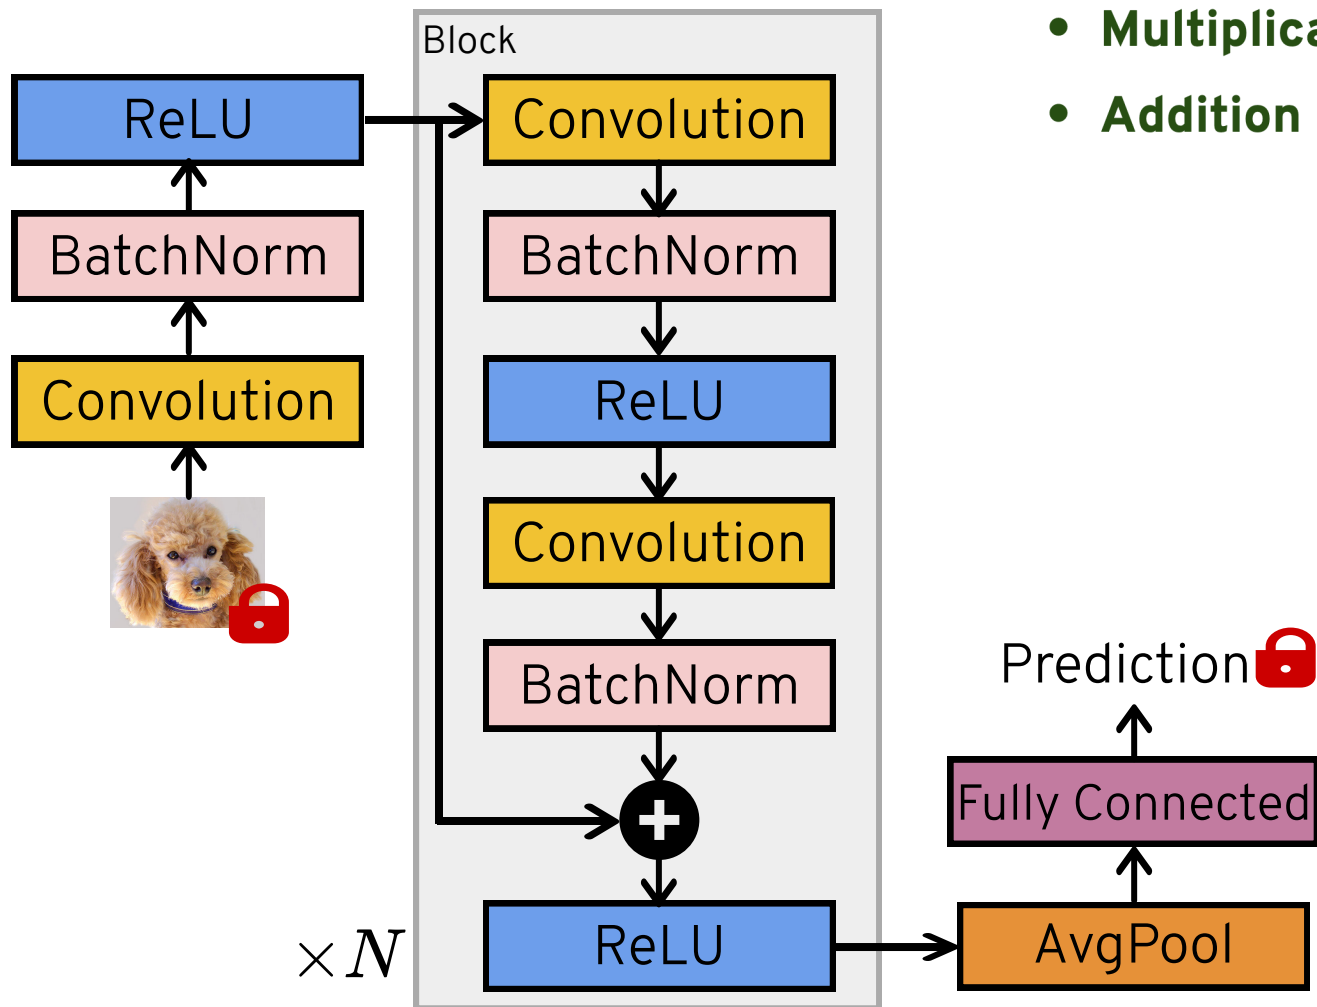 Block
• Multiplica
• Addition
ReLU
BatchNorm
Convolution
Convolution
BatchNorm
ReLU
Convolution
BatchNorm
+
ReLU
×N
AvgPool
Fully Connected
Prediction